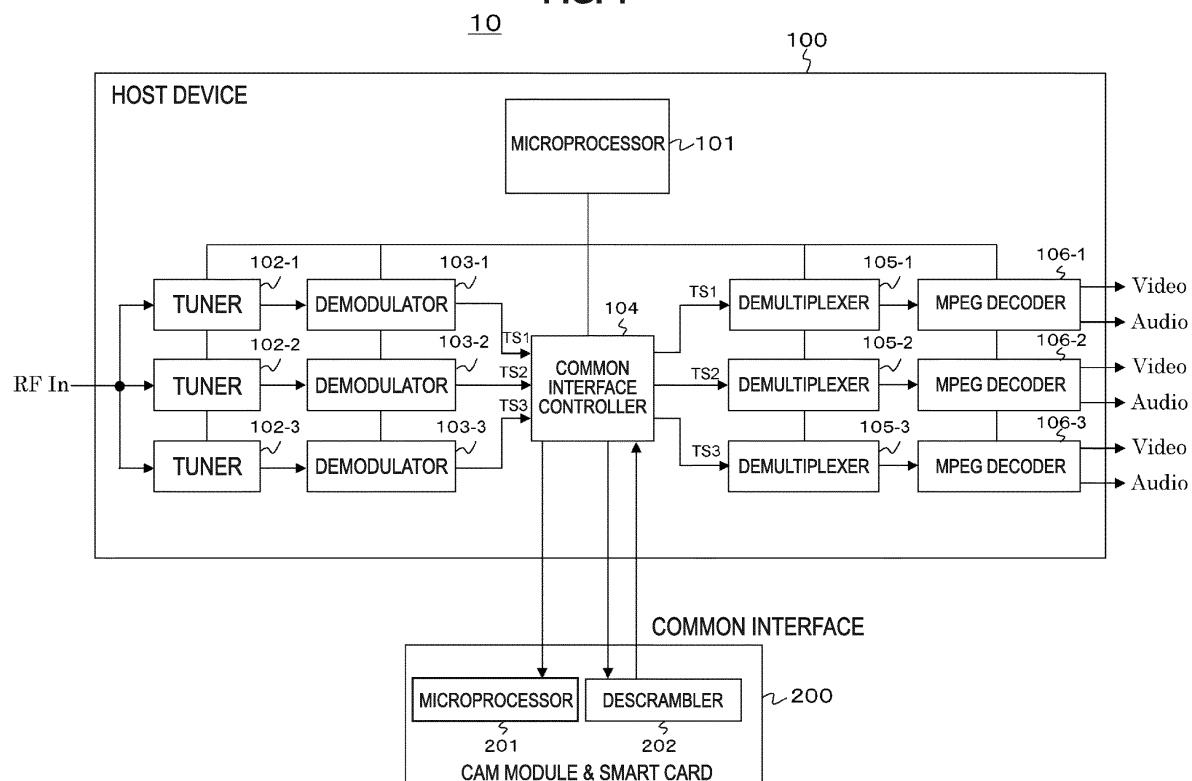 10
100
HOST DEVICE
MICROPROCESSOR
101
102-1
103-1
105-1
106-1
TUNER
DEMODULATOR
TS1
104
TS1
DEMULTIPLEXER
MPEG DECODER
Video
Audio
102-2
103-2
105-2
106-2
RF In
TUNER
DEMODULATOR
TS2
COMMON
INTERFACE
CONTROLLER
TS2
DEMULTIPLEXER
MPEG DECODER
Video
Audio
102-3
103-3
105-3
106-3
TUNER
DEMODULATOR
TS3
TS3
DEMULTIPLEXER
MPEG DECODER
Video
Audio
COMMON INTERFACE
MICROPROCESSOR
DESCRAMBLER
200
201
202
CAM MODULE & SMART CARD